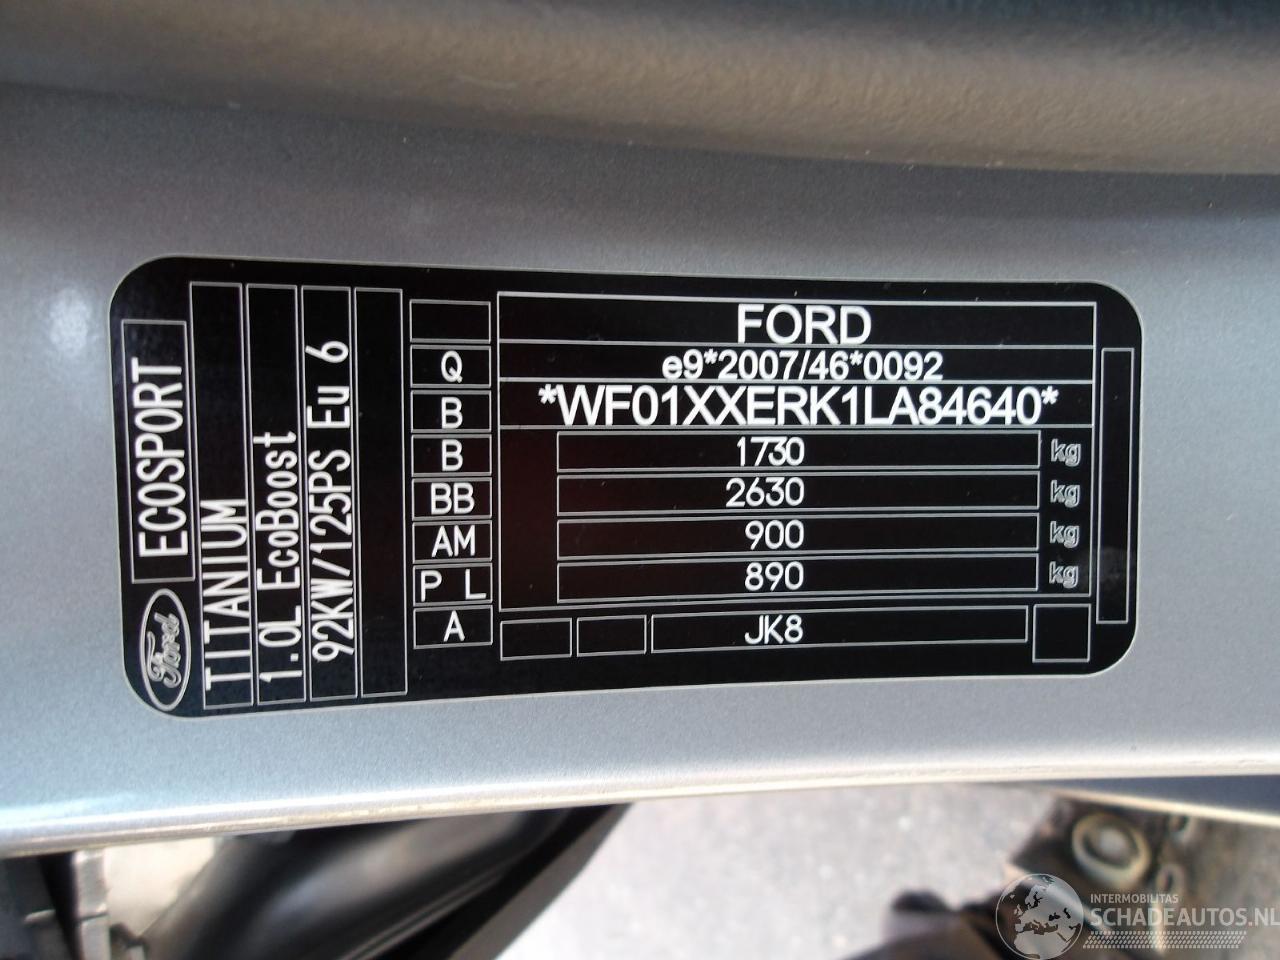 FORD
Q e9*2007/46*0092
B *WF01XXERK1LA84640*
B 1730 kg
BB 2630 kg
AM 900 kg
P L 890 kg
A JK8
Ford ECOSPORT
TITANIUM
1.0L EcoBoost
92KW/125PS Eu 6
INTERMOBILITAS
SCHADEAUTOS.NL